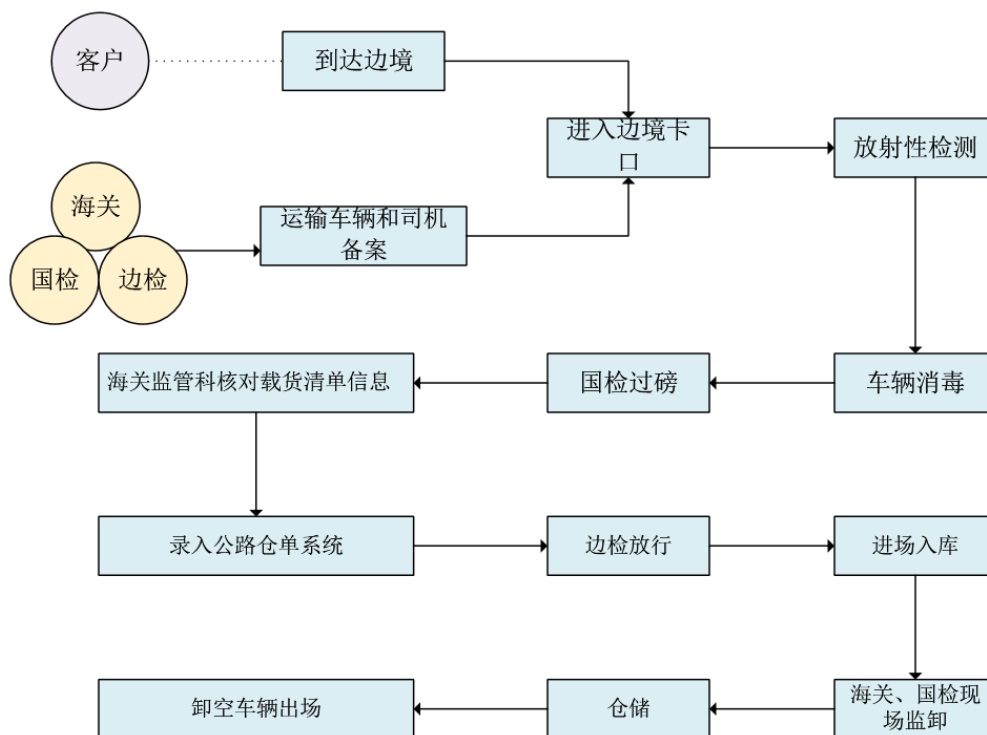 客户
到达边境
进入边境卡
口
放射性检测
海关
国检
边检
运输车辆和司机
备案
海关监管科核对载货清单信息
国检过磅
车辆消毒
录入公路仓单系统
边检放行
进场入库
卸空车辆出场
仓储
海关、国检现
场监卸